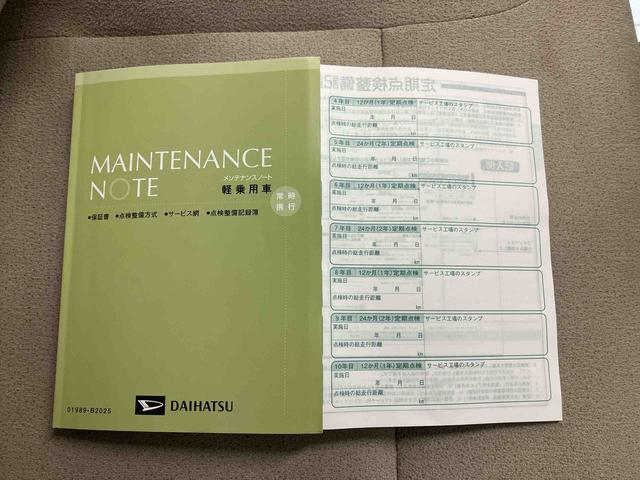 MAINTENANCE
NOTE
メンテナンスノート
軽乗用車
常時
携行
●保証書 ●点検整備方式 ●サービス網 ●点検整備記録簿
01989-B2025
DAIHATSU
定期点検整備記
4年目 12か月(1年)定期点検 サービス工場のスタンプ
実施日
年 月 日
点検時の総走行距離
km
5年目 24か月(2年)定期点検 サービス工場のスタンプ
実施日
年 月 日
点検時の総走行距離
km
6年目 12か月(1年)定期点検 サービス工場のスタンプ
実施日
年 月 日
点検時の総走行距離
km
7年目 24か月(2年)定期点検 サービス工場のスタンプ
実施日
年 月 日
点検時の総走行距離
km
8年目 12か月(1年)定期点検 サービス工場のスタンプ
実施日
年 月 日
点検時の総走行距離
km
9年目 24か月(2年)定期点検 サービス工場のスタンプ
実施日
年 月 日
点検時の総走行距離
km
10年目 12か月(1年)定期点検 サービス工場のスタンプ
実施日
年 月 日
点検時の総走行距離
km